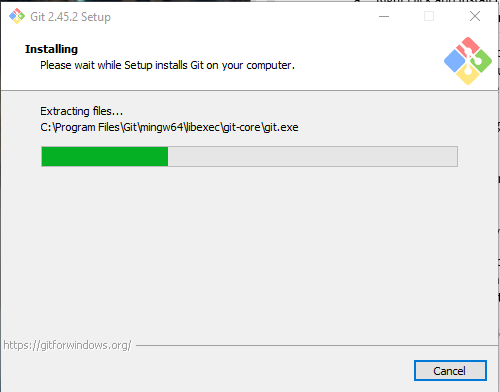 Git 2.45.2 Setup
Installing
Please wait while Setup installs Git on your computer.
Extracting files...
C:\Program Files\Git\mingw64\libexec\git-core\git.exe
https://gitforwindows.org/
Cancel